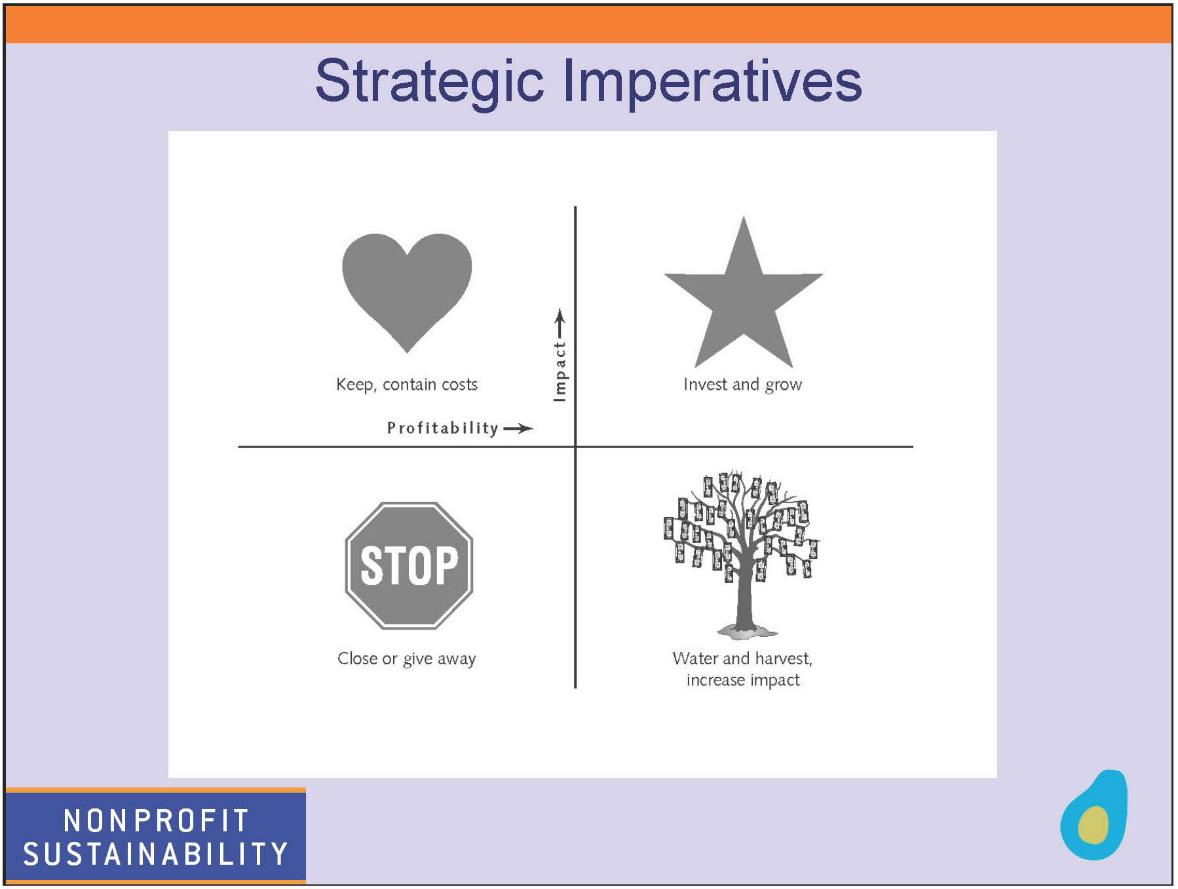 Strategic Imperatives
Keep, contain costs
Impact
Invest and grow
Profitability
STOP
Close or give away
Water and harvest,
increase impact
NONPROFIT
SUSTAINABILITY